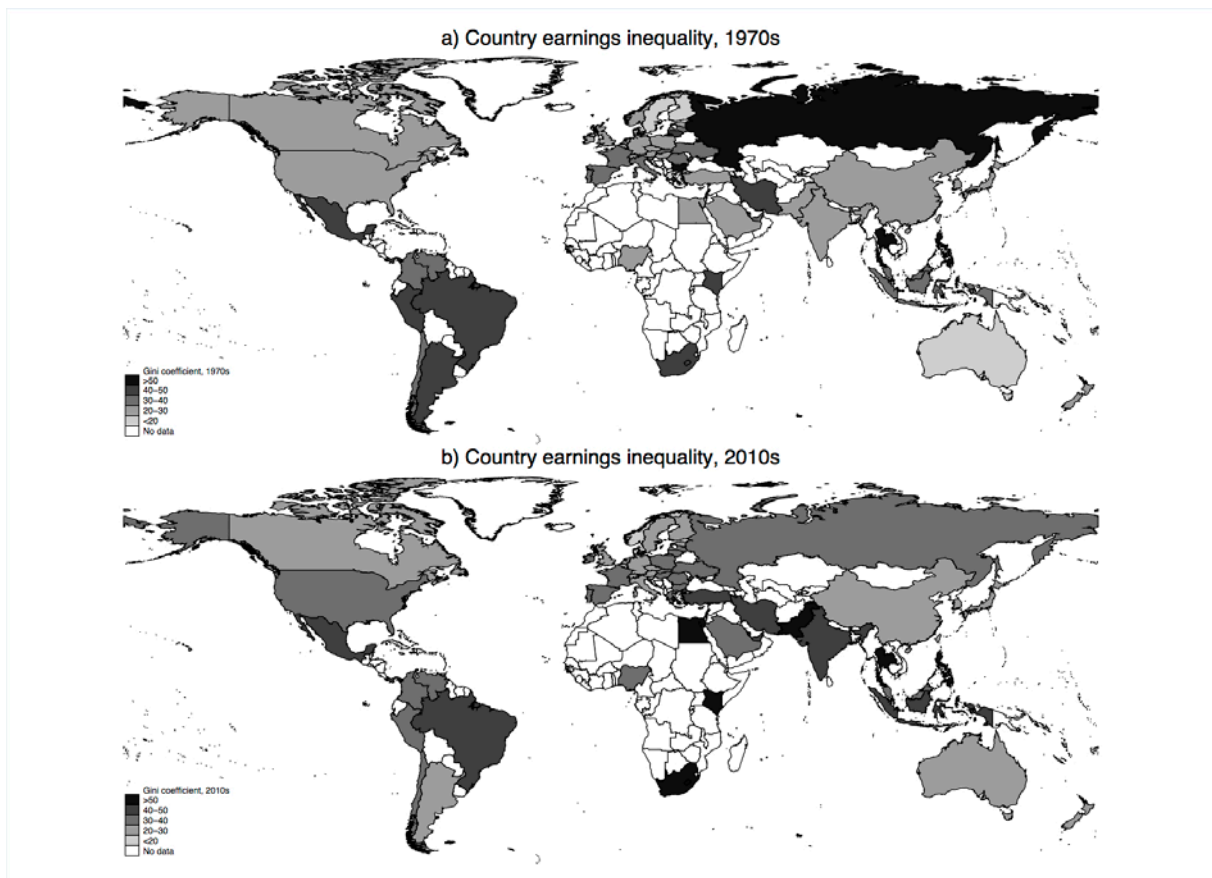 a) Country earnings inequality, 1970s
Gini coefficient, 1970s
>50
40–50
30–40
20–30
<20
No data
b) Country earnings inequality, 2010s
Gini coefficient, 2010s
>50
40–50
30–40
20–30
<20
No data